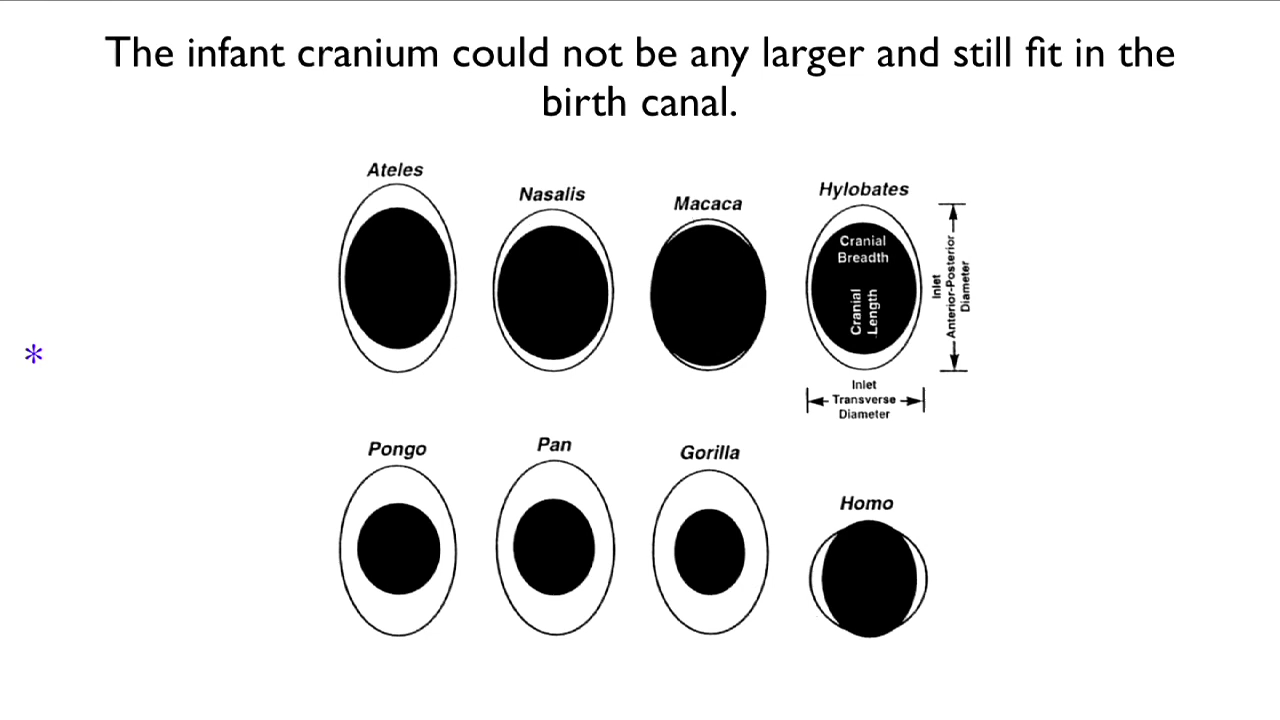 The infant cranium could not be any larger and still fit in the
birth canal.
Ateles
Nasalis
Macaca
Hylobates
Cranial
Breadth
Cranial
Length
Inlet
Anterior-Posterior
Diameter
Inlet
Transverse
Diameter
*
Pongo
Pan
Gorilla
Homo